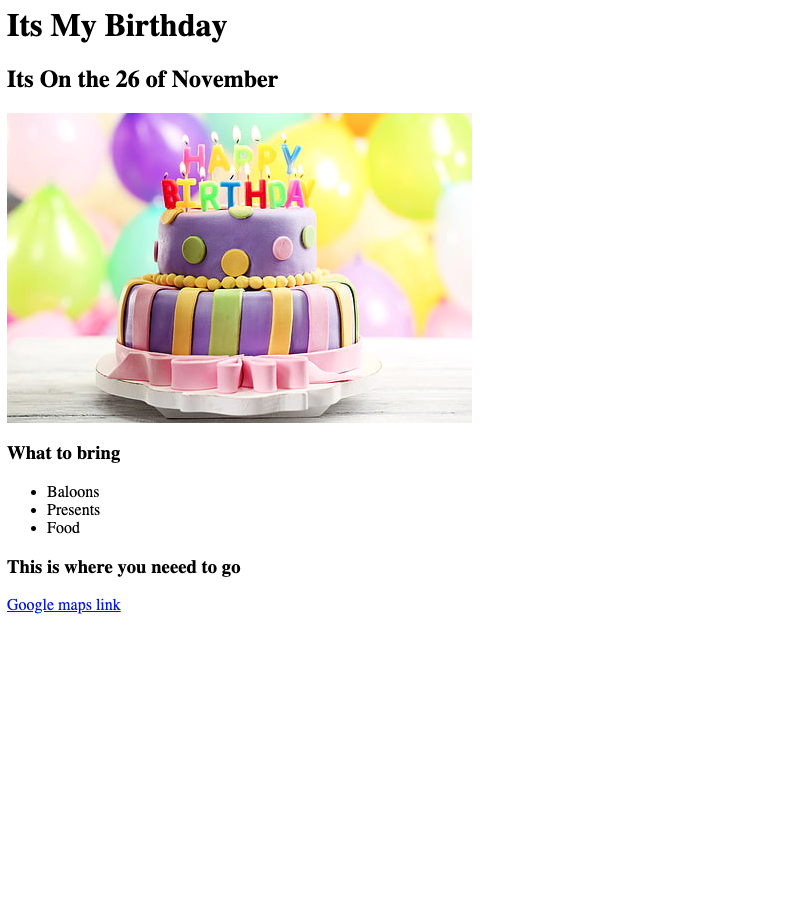 Its My Birthday
Its On the 26 of November
HAPPY
BIRTHDAY
What to bring
Baloons
Presents
Food
This is where you neeed to go
Google maps link